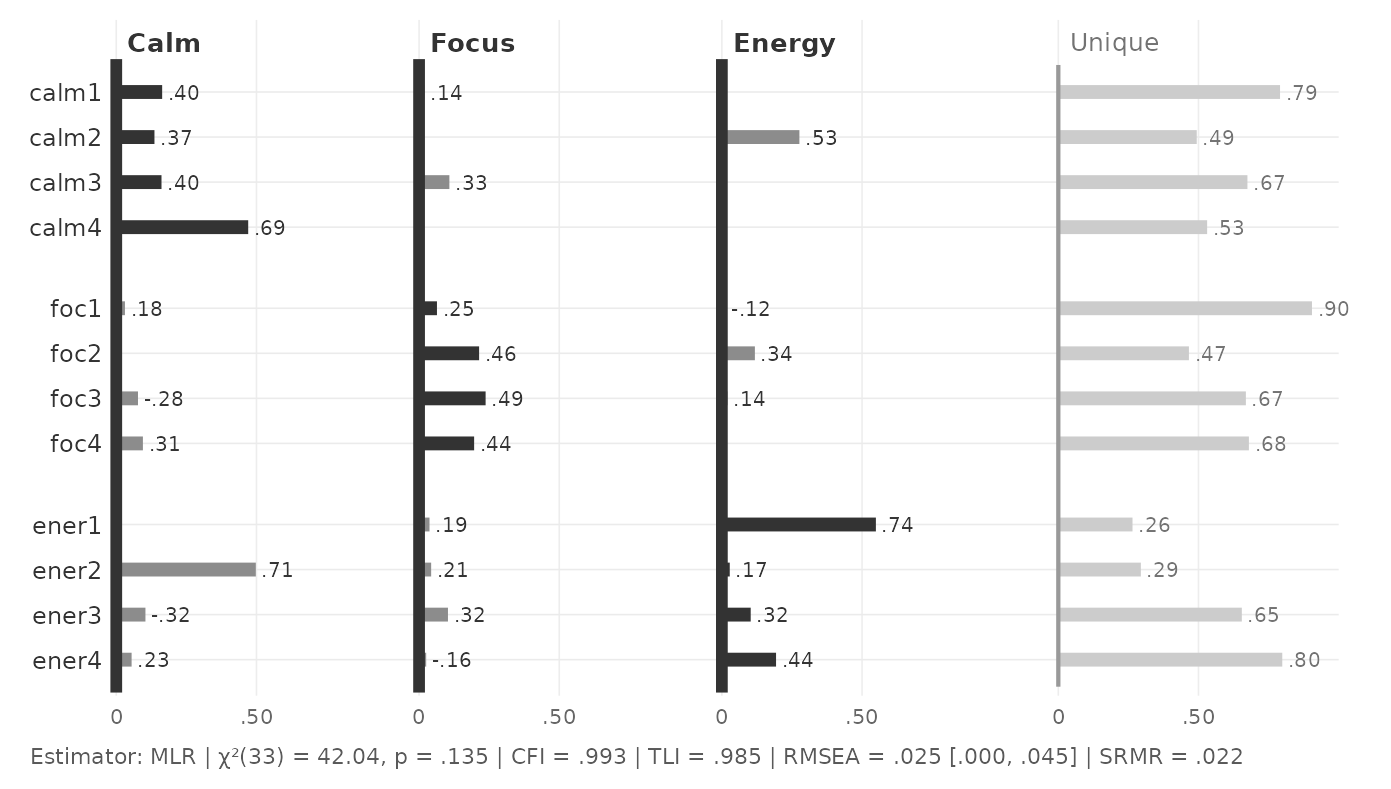 Calm Focus Energy Unique
calm1 .40 .14 .79
calm2 .37 .53 .49
calm3 .40 .33 .67
calm4 .69 .53
foc1 .18 .25 -.12 .90
foc2 .46 .34 .47
foc3 -.28 .49 .14 .67
foc4 .31 .44 .68
ener1 .19 .74 .26
ener2 .71 .21 .17 .29
ener3 -.32 .32 .32 .65
ener4 .23 -.16 .44 .80
0 .50 0 .50 0 .50 0 .50
Estimator: MLR | χ²(33) = 42.04, p = .135 | CFI = .993 | TLI = .985 | RMSEA = .025 [.000, .045] | SRMR = .022